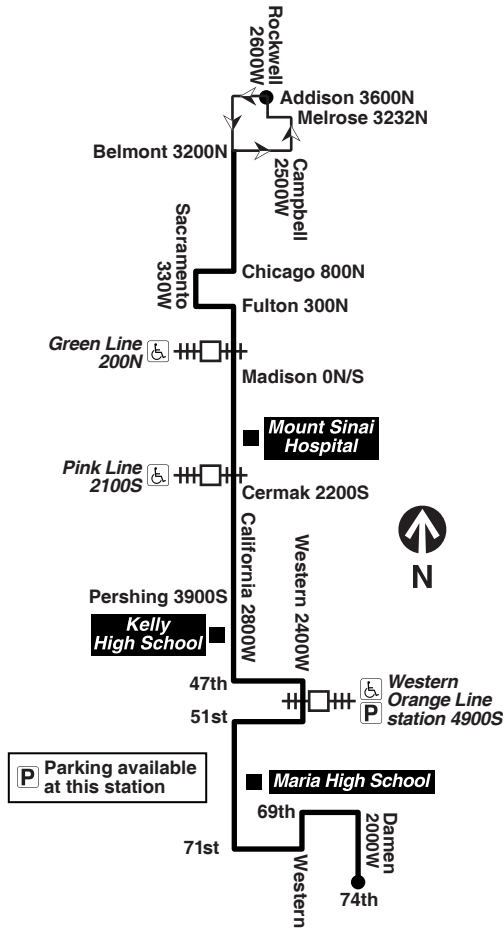 Rockwell
2600W
Addison 3600N
Melrose 3232N
Belmont 3200N
Campbell
2500W
Sacramento
330W
Chicago 800N
Fulton 300N
Green Line
200N
Madison 0N/S
Mount Sinai
Hospital
Pink Line
2100S
Cermak 2200S
California 2800W
Western 2400W
N
Pershing 3900S
Kelly
High School
47th
Western
Orange Line
station 4900S
P
51st
P Parking available
at this station
Maria High School
69th
Damen
2000W
71st
Western
74th